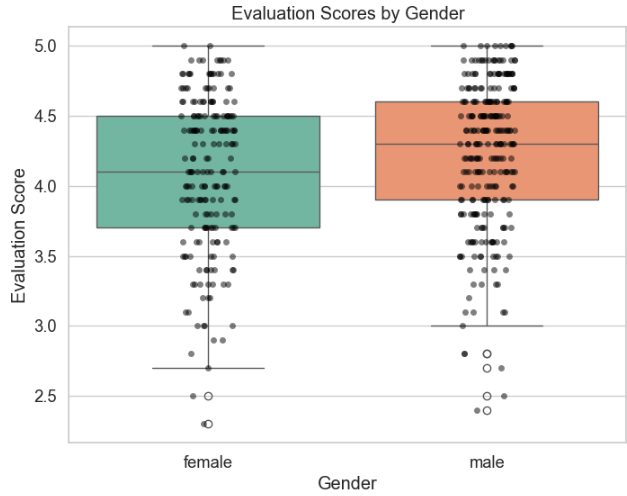 Evaluation Scores by Gender
5.0
4.5
4.0
3.5
3.0
2.5
Evaluation Score
female
male
Gender